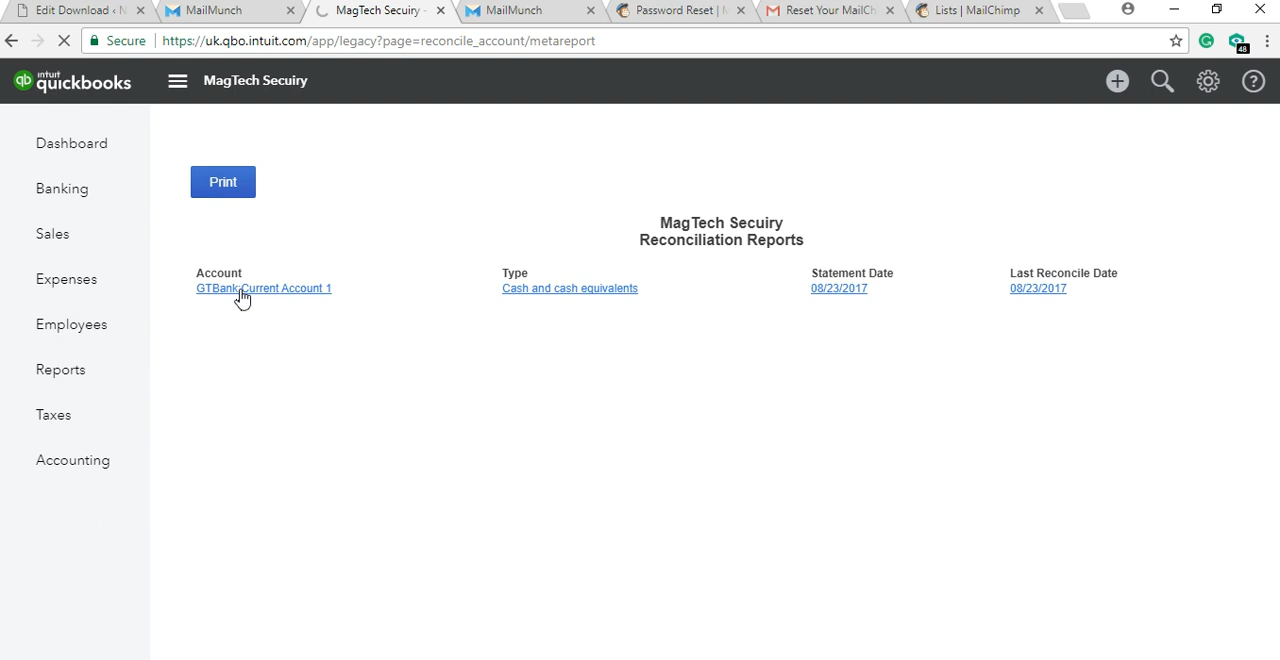 Edit Download ‹ N
MailMunch
MagTech Secuiry -
MailMunch
Password Reset | M
Reset Your MailCh
Lists | MailChimp
Secure
https://uk.qbo.intuit.com/app/legacy?page=reconcile_account/metareport
48
qb intuit quickbooks
MagTech Secuiry
Dashboard
Banking
Sales
Expenses
Employees
Reports
Taxes
Accounting
Print
MagTech Secuiry
Reconciliation Reports
Account Type Statement Date Last Reconcile Date
GTBank:Current Account 1 Cash and cash equivalents 08/23/2017 08/23/2017